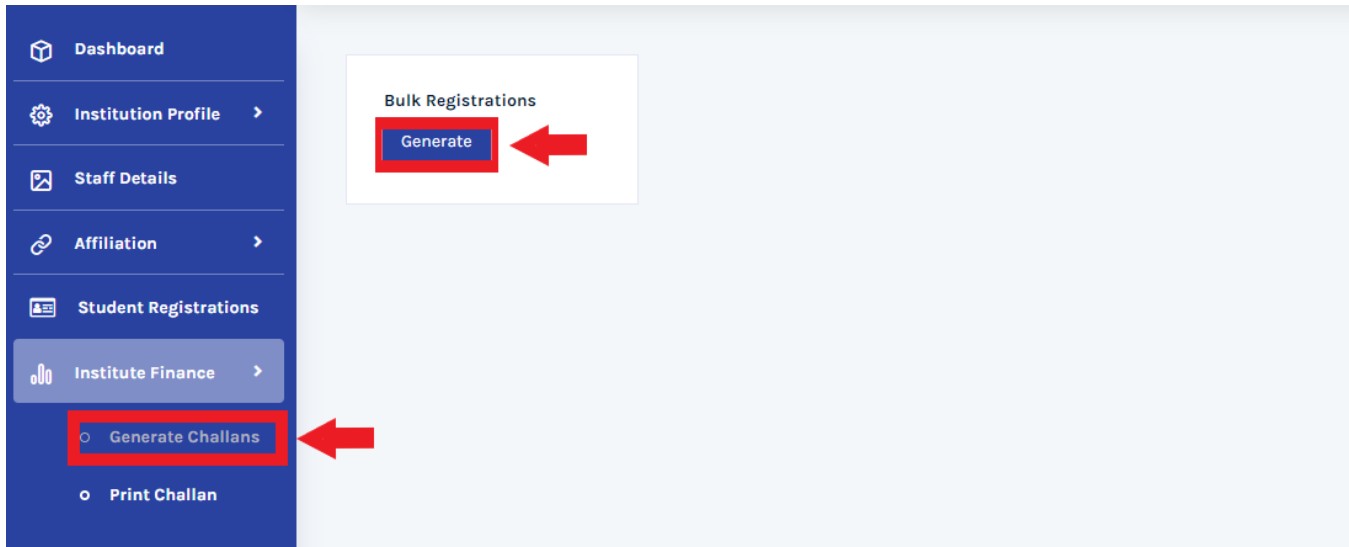 Dashboard
Institution Profile
Staff Details
Affiliation
Student Registrations
Institute Finance
Generate Challans
Print Challan
Bulk Registrations
Generate